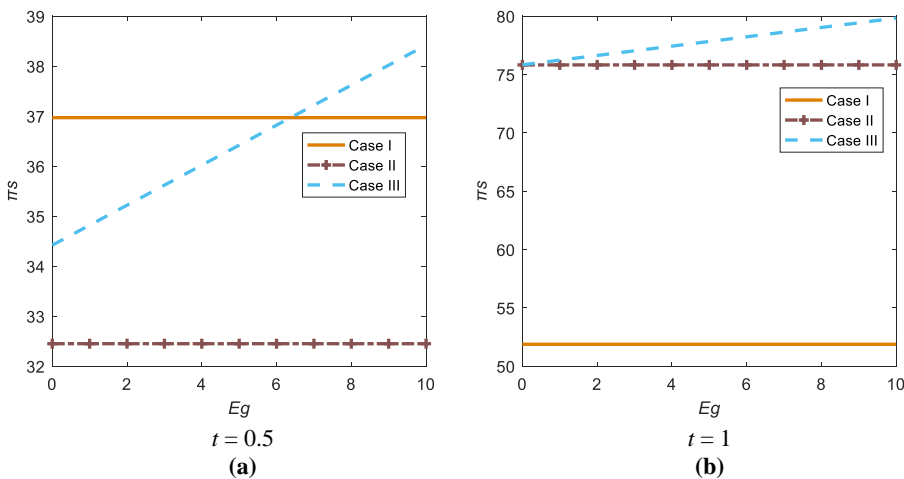 39
38
37
36
35
34
33
32
πs
0 2 4 6 8 10
Eg
Case I
Case II
Case III
t = 0.5
(a)
80
75
70
65
60
55
50
πs
0 2 4 6 8 10
Eg
Case I
Case II
Case III
t = 1
(b)